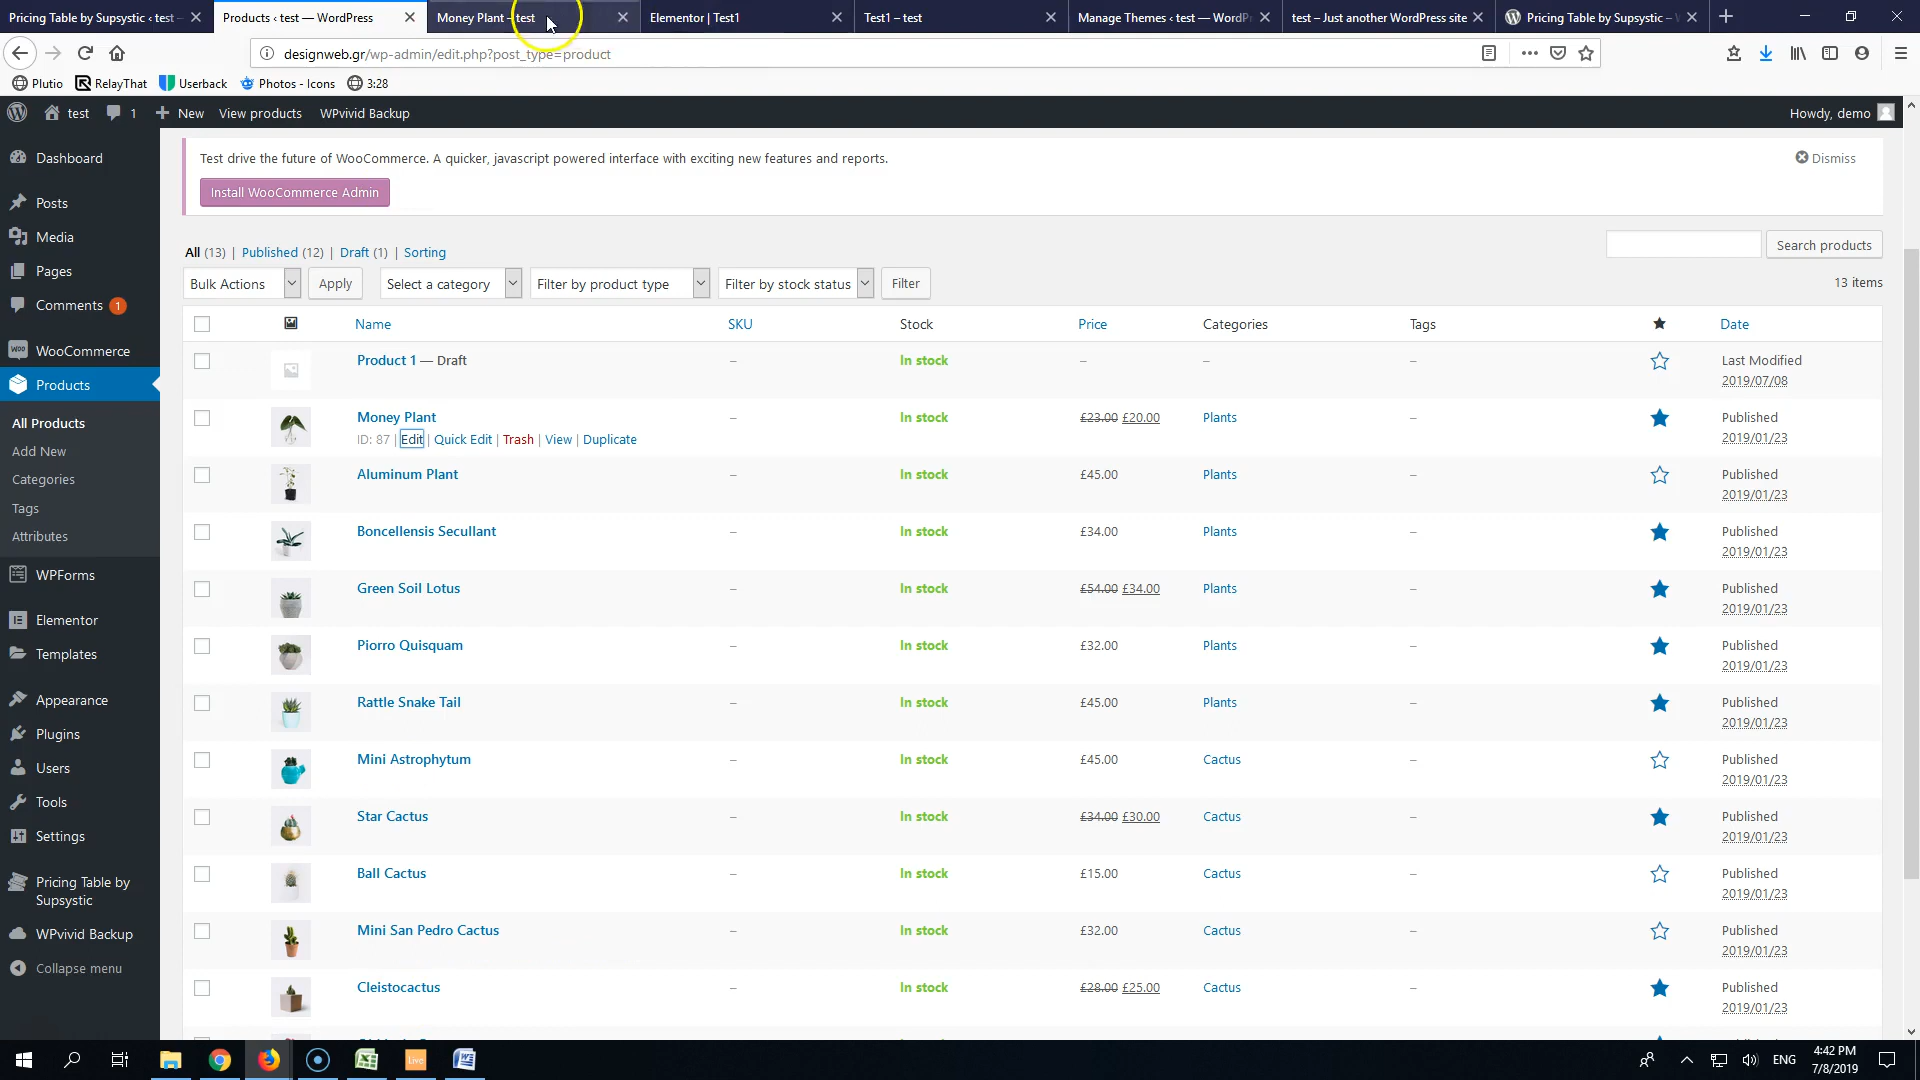 Pricing Table by Supsystic ‹ test –
Products ‹ test — WordPress
Money Plant – test
Elementor | Test1
Test1 – test
Manage Themes ‹ test — WordPr
test – Just another WordPress site
Pricing Table by Supsystic –
designweb.gr/wp-admin/edit.php?post_type=product
Plutio
RelayThat
Userback
Photos - Icons
3:28
test
1
New
View products
WPvivid Backup
Howdy, demo
Dashboard
Posts
Media
Pages
Comments 1
WooCommerce
Products
All Products
Add New
Categories
Tags
Attributes
WPForms
Elementor
Templates
Appearance
Plugins
Users
Tools
Settings
Pricing Table by
Supsystic
WPvivid Backup
Collapse menu
Test drive the future of WooCommerce. A quicker, javascript powered interface with exciting new features and reports.
Dismiss
Install WooCommerce Admin
All (13) | Published (12) | Draft (1) | Sorting
Search products
Bulk Actions
Apply
Select a category
Filter by product type
Filter by stock status
Filter
13 items
Name SKU Stock Price Categories Tags Date
Product 1 — Draft – In stock – – – Last Modified
2019/07/08
Money Plant – In stock £23.00 £20.00 Plants – Published
ID: 87 | Edit | Quick Edit | Trash | View | Duplicate 2019/01/23
Aluminum Plant – In stock £45.00 Plants – Published
2019/01/23
Boncellensis Secullant – In stock £34.00 Plants – Published
2019/01/23
Green Soil Lotus – In stock £54.00 £34.00 Plants – Published
2019/01/23
Piorro Quisquam – In stock £32.00 Plants – Published
2019/01/23
Rattle Snake Tail – In stock £45.00 Plants – Published
2019/01/23
Mini Astrophytum – In stock £45.00 Cactus – Published
2019/01/23
Star Cactus – In stock £34.00 £30.00 Cactus – Published
2019/01/23
Ball Cactus – In stock £15.00 Cactus – Published
2019/01/23
Mini San Pedro Cactus – In stock £32.00 Cactus – Published
2019/01/23
Cleistocactus – In stock £28.00 £25.00 Cactus – Published
2019/01/23
Live
ENG
4:42 PM
7/8/2019